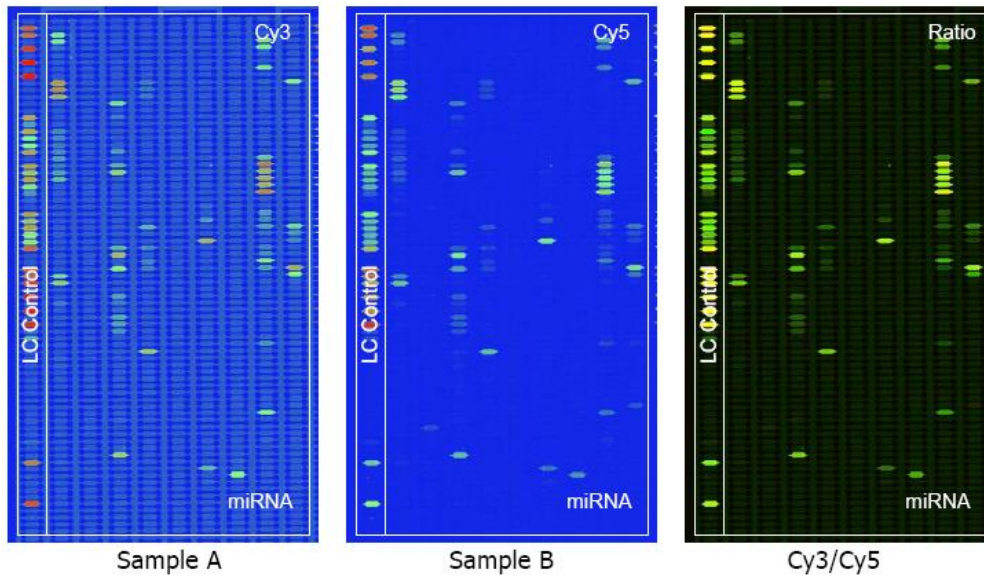 Cy3
Cy5
Ratio
LC Control
LC Control
LC Control
miRNA
miRNA
miRNA
Sample A
Sample B
Cy3/Cy5